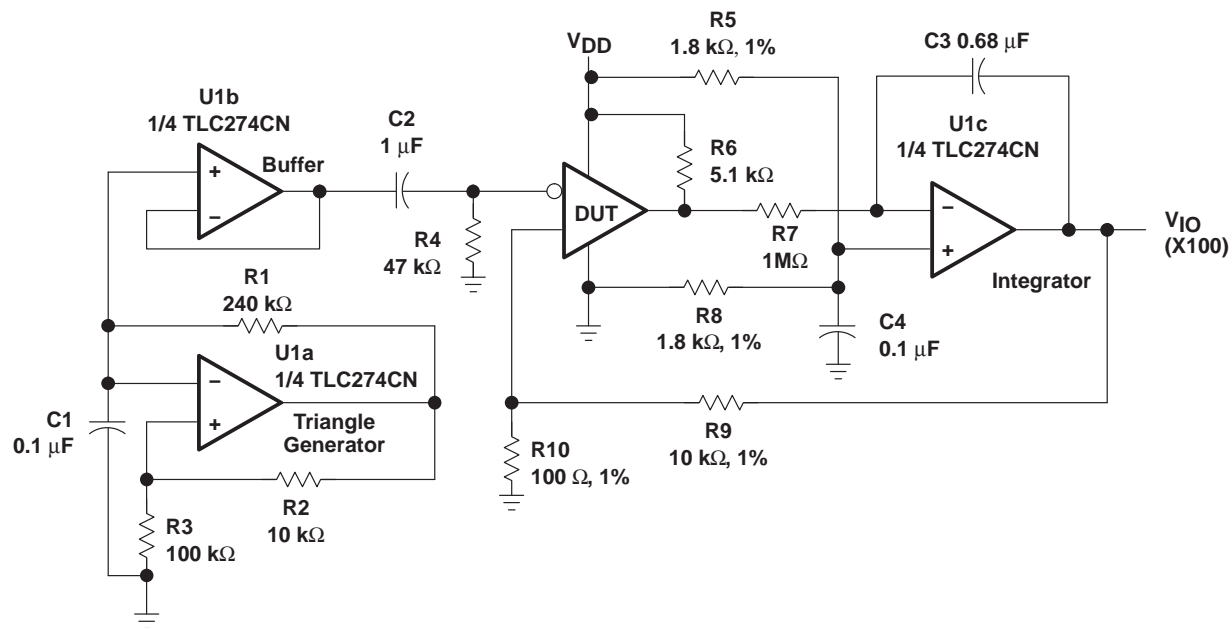 R5
1.8 kΩ, 1%
VDD
C3 0.68 μF
U1b
1/4 TLC274CN
C2
1 μF
Buffer
+
−
U1c
1/4 TLC274CN
R6
5.1 kΩ
DUT
R4
47 kΩ
R7
1MΩ
−
+
VIO
(X100)
Integrator
R1
240 kΩ
R8
1.8 kΩ, 1%
C4
0.1 μF
U1a
1/4 TLC274CN
−
+
Triangle
Generator
C1
0.1 μF
R9
10 kΩ, 1%
R10
100 Ω, 1%
R2
10 kΩ
R3
100 kΩ